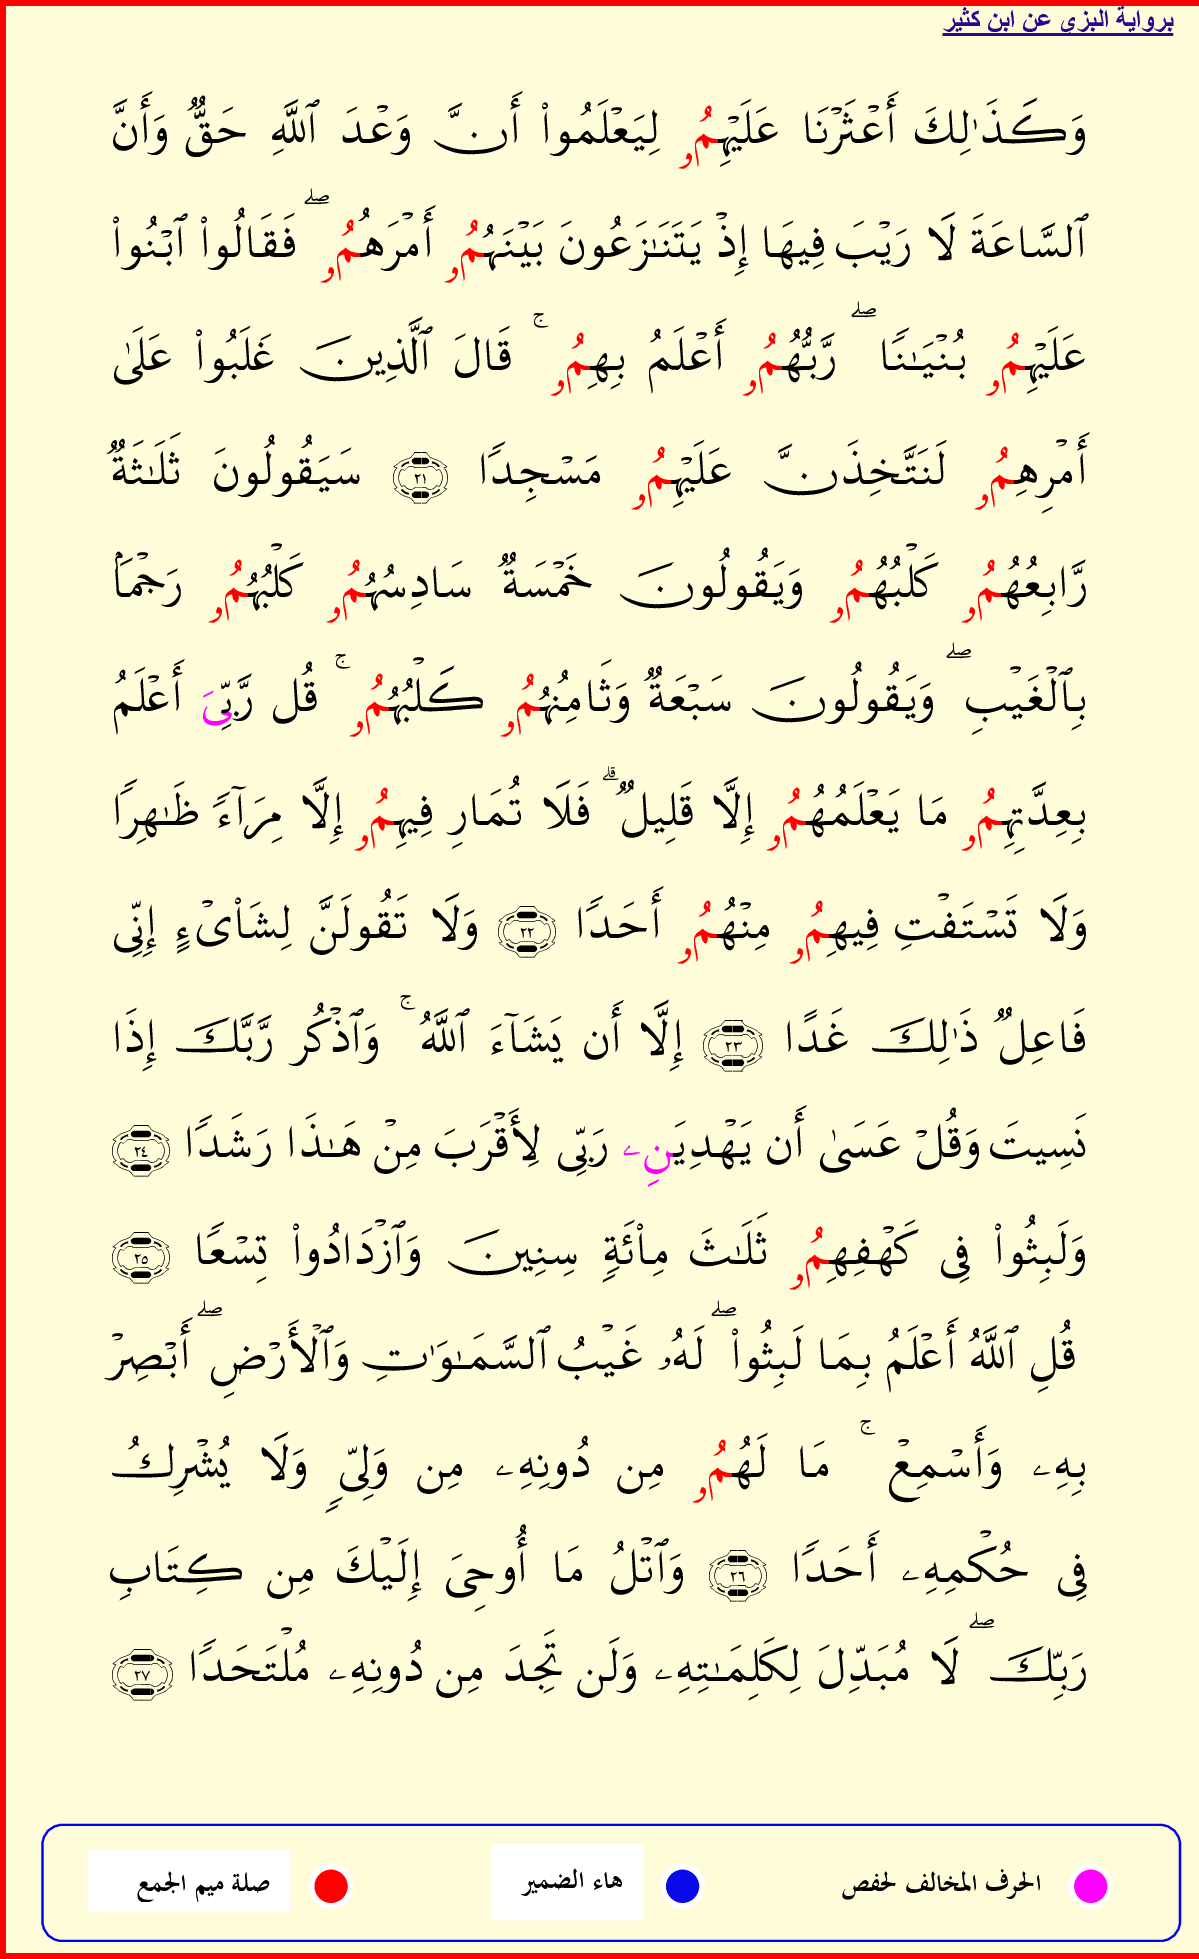 برواية البزي عن ابن كثير
وَكَذَٰلِكَ أَعْثَرْنَا عَلَيْهِمُۥ لِيَعْلَمُوا۟ أَنَّ وَعْدَ ٱللَّهِ حَقٌّ وَأَنَّ
ٱلسَّاعَةَ لَا رَيْبَ فِيهَا إِذْ يَتَنَـٰزَعُونَ بَيْنَهُمُۥ أَمْرَهُمُۥ ۖ فَقَالُوا۟ ٱبْنُوا۟
عَلَيْهِمُۥ بُنْيَـٰنًا ۖ رَّبُّهُمُۥ أَعْلَمُ بِهِمُۥ ۚ قَالَ ٱلَّذِينَ غَلَبُوا۟ عَلَىٰ
أَمْرِهِمُۥ لَنَتَّخِذَنَّ عَلَيْهِمُۥ مَسْجِدًا ٢١ سَيَقُولُونَ ثَلَـٰثَةٌ
رَّابِعُهُمُۥ كَلْبُهُمُۥ وَيَقُولُونَ خَمْسَةٌ سَادِسُهُمُۥ كَلْبُهُمُۥ رَجْمَۢا
بِٱلْغَيْبِ ۖ وَيَقُولُونَ سَبْعَةٌ وَثَامِنُهُمُۥ كَلْبُهُمُۥ ۚ قُل رَّبِّىَ أَعْلَمُ
بِعِدَّتِهِمُۥ مَا يَعْلَمُهُمُۥ إِلَّا قَلِيلٌ ۗ فَلَا تُمَارِ فِيهِمُۥ إِلَّا مِرَآءً ظَـٰهِرًا
وَلَا تَسْتَفْتِ فِيهِمُۥ مِنْهُمُۥ أَحَدًا ٢٢ وَلَا تَقُولَنَّ لِشَا۟ىْءٍ إِنِّى
فَاعِلٌ ذَٰلِكَ غَدًا ٢٣ إِلَّا أَن يَشَآءَ ٱللَّهُ ۚ وَٱذْكُر رَّبَّكَ إِذَا
نَسِيتَ وَقُلْ عَسَىٰ أَن يَهْدِيَنِۦ رَبِّى لِأَقْرَبَ مِنْ هَـٰذَا رَشَدًا ٢٤
وَلَبِثُوا۟ فِى كَهْفِهِمُۥ ثَلَـٰثَ مِا۟ئَةٍ سِنِينَ وَٱزْدَادُوا۟ تِسْعًا ٢٥
قُلِ ٱللَّهُ أَعْلَمُ بِمَا لَبِثُوا۟ ۖ لَهُۥ غَيْبُ ٱلسَّمَـٰوَٰتِ وَٱلْأَرْضِ ۖ أَبْصِرْ
بِهِۦ وَأَسْمِعْ ۚ مَا لَهُمُۥ مِن دُونِهِۦ مِن وَلِىٍّ وَلَا يُشْرِكُ
فِى حُكْمِهِۦ أَحَدًا ٢٦ وَٱتْلُ مَا أُوحِىَ إِلَيْكَ مِن كِتَابِ
رَبِّكَ ۖ لَا مُبَدِّلَ لِكَلِمَـٰتِهِۦ وَلَن تَجِدَ مِن دُونِهِۦ مُلْتَحَدًا ٢٧
الحرف المخالف لحفص هاء الضمير صلة ميم الجمع